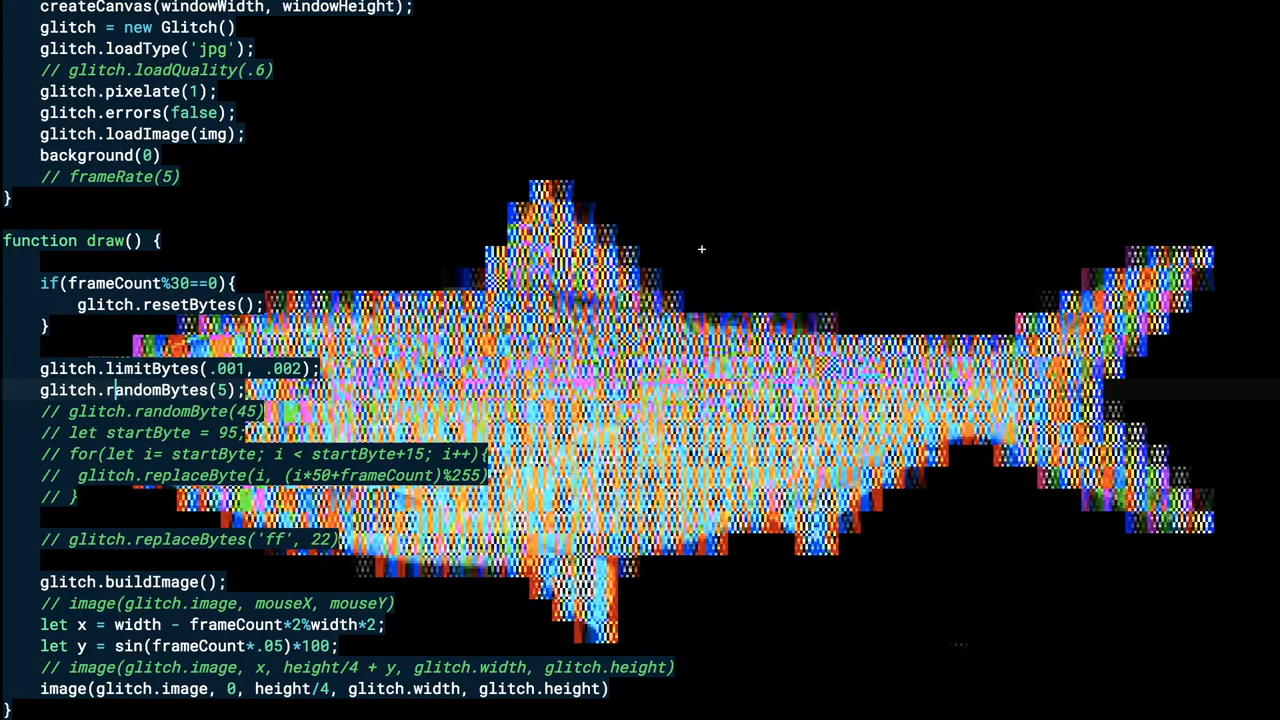 createCanvas(windowWidth, windowHeight);
glitch = new Glitch()
glitch.loadType('jpg');
// glitch.loadQuality(.6)
glitch.pixelate(1);
glitch.errors(false);
glitch.loadImage(img);
background(0)
// frameRate(5)
}
function draw() {
if(frameCount%30==0){
glitch.resetBytes();
}
glitch.limitBytes(.001, .002);
glitch.randomBytes(5);
// glitch.randomByte(45)
// let startByte = 95;
// for(let i= startByte; i < startByte+15; i++){
//  glitch.replaceByte(i, (i*50+frameCount)%255)
// }
// glitch.replaceBytes('ff', 22)
glitch.buildImage();
// image(glitch.image, mouseX, mouseY)
let x = width - frameCount*2%width*2;
let y = sin(frameCount*.05)*100;
// image(glitch.image, x, height/4 + y, glitch.width, glitch.height)
image(glitch.image, 0, height/4, glitch.width, glitch.height)
}